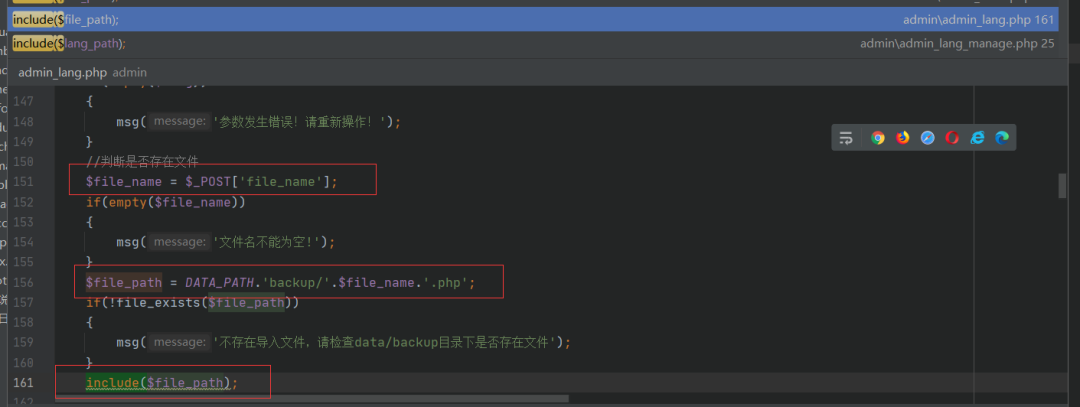 include($file_path);
admin\admin_lang.php 161
include($lang_path);
admin\admin_lang_manage.php 25
admin_lang.php admin
147 {
148 msg( message: '参数发生错误！请重新操作！');
149 }
150 //判断是否存在文件
151 $file_name = $_POST['file_name'];
152 if(empty($file_name))
153 {
154 msg( message: '文件名不能为空!');
155 }
156 $file_path = DATA_PATH.'backup/'.$file_name.'.php';
157 if(!file_exists($file_path))
158 {
159 msg( message: '不存在导入文件，请检查data/backup目录下是否存在文件');
160 }
161 include($file_path);
162